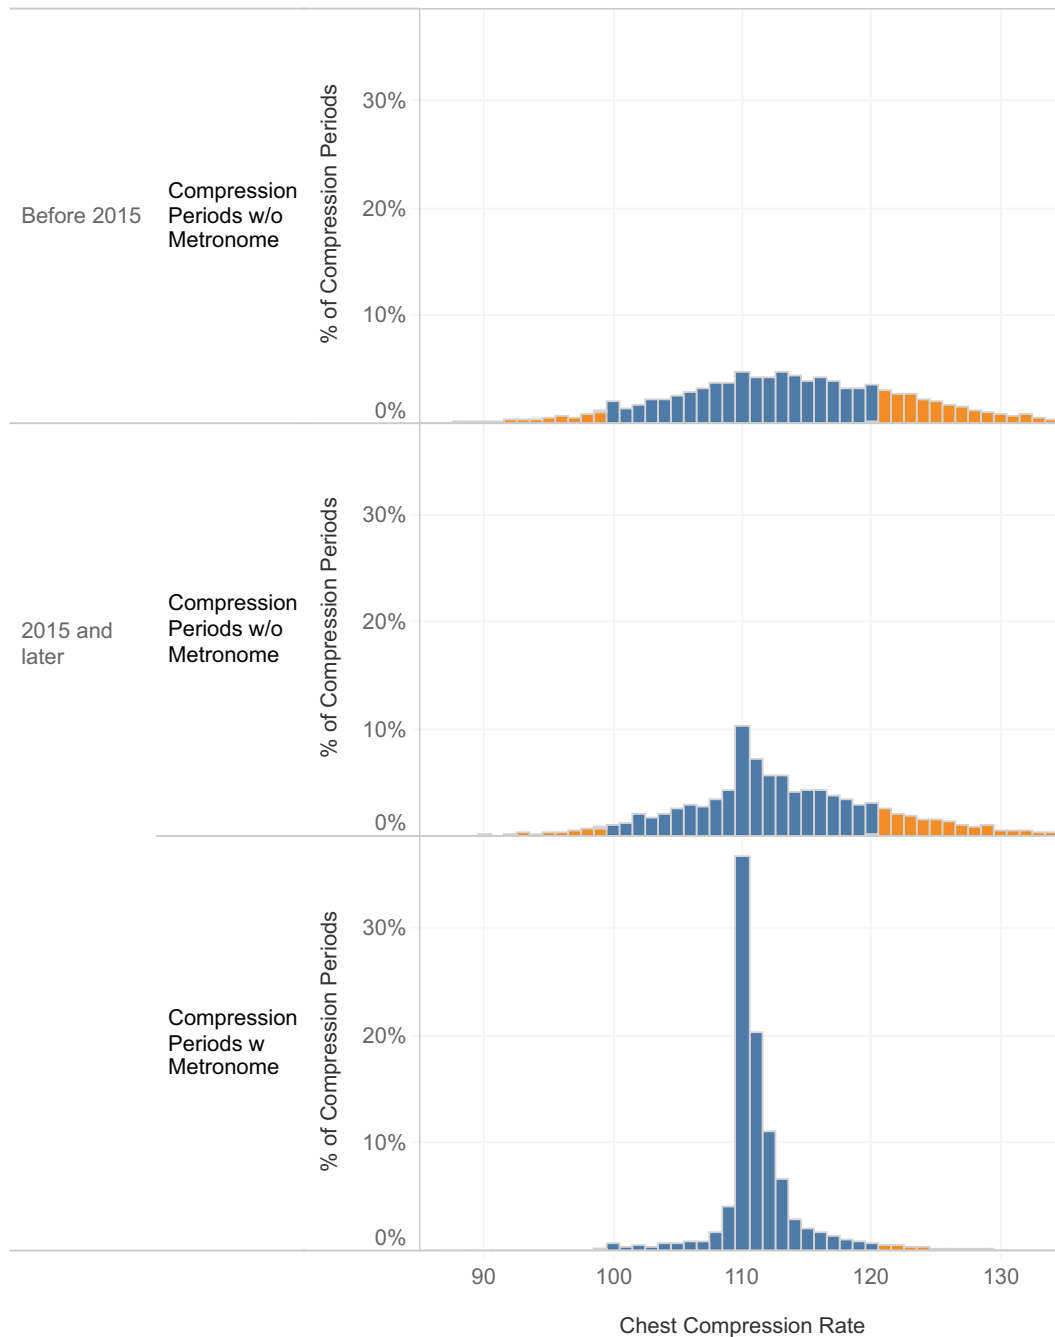 Before 2015
Compression
Periods w/o
Metronome
% of Compression Periods
30%
20%
10%
0%
2015 and
later
Compression
Periods w/o
Metronome
% of Compression Periods
30%
20%
10%
0%
Compression
Periods w
Metronome
% of Compression Periods
30%
20%
10%
0%
90 100 110 120 130
Chest Compression Rate